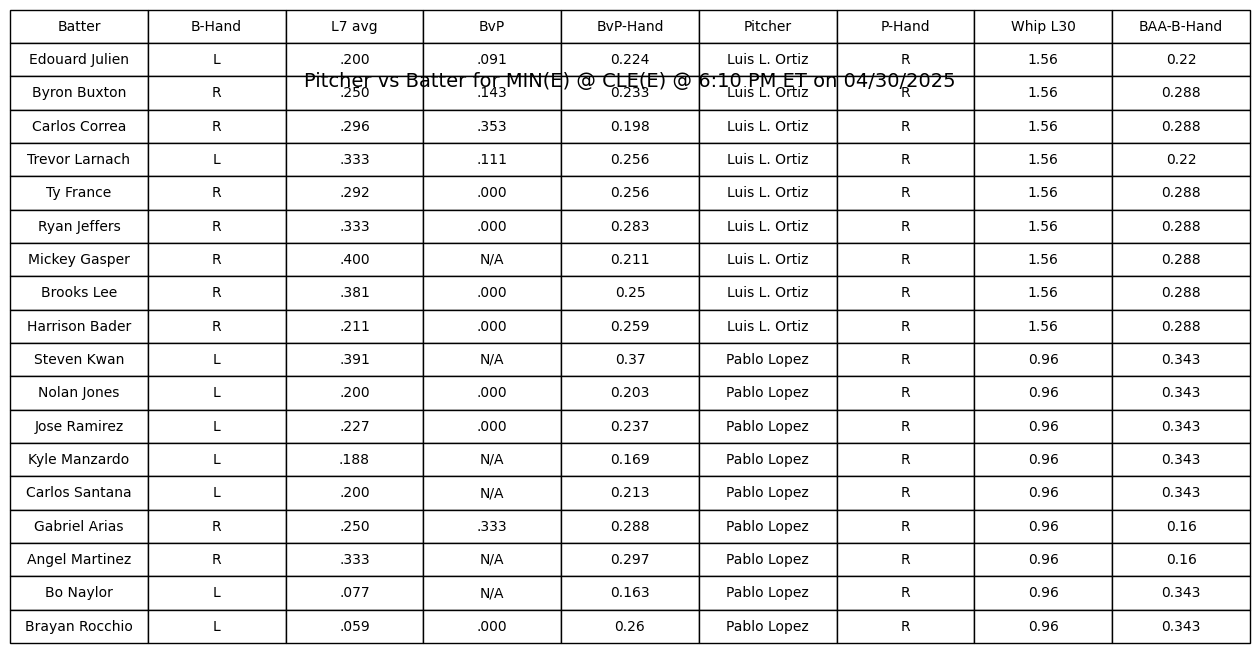 Batter B-Hand L7 avg BvP BvP-Hand Pitcher P-Hand Whip L30 BAA-B-Hand
Edouard Julien L .200 .091 0.224 Luis L. Ortiz R 1.56 0.22
Pitcher vs Batter for MIN(E) @ CLE(E) @ 6:10 PM ET on 04/30/2025
Byron Buxton R .250 .143 0.233 Luis L. Ortiz R 1.56 0.288
Carlos Correa R .296 .353 0.198 Luis L. Ortiz R 1.56 0.288
Trevor Larnach L .333 .111 0.256 Luis L. Ortiz R 1.56 0.22
Ty France R .292 .000 0.256 Luis L. Ortiz R 1.56 0.288
Ryan Jeffers R .333 .000 0.283 Luis L. Ortiz R 1.56 0.288
Mickey Gasper R .400 N/A 0.211 Luis L. Ortiz R 1.56 0.288
Brooks Lee R .381 .000 0.25 Luis L. Ortiz R 1.56 0.288
Harrison Bader R .211 .000 0.259 Luis L. Ortiz R 1.56 0.288
Steven Kwan L .391 N/A 0.37 Pablo Lopez R 0.96 0.343
Nolan Jones L .200 .000 0.203 Pablo Lopez R 0.96 0.343
Jose Ramirez L .227 .000 0.237 Pablo Lopez R 0.96 0.343
Kyle Manzardo L .188 N/A 0.169 Pablo Lopez R 0.96 0.343
Carlos Santana L .200 N/A 0.213 Pablo Lopez R 0.96 0.343
Gabriel Arias R .250 .333 0.288 Pablo Lopez R 0.96 0.16
Angel Martinez R .333 N/A 0.297 Pablo Lopez R 0.96 0.16
Bo Naylor L .077 N/A 0.163 Pablo Lopez R 0.96 0.343
Brayan Rocchio L .059 .000 0.26 Pablo Lopez R 0.96 0.343